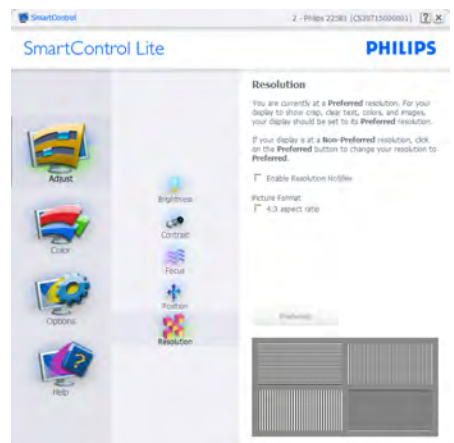 SmartControl
2 - Philips 225B1
SmartControl Lite
PHILIPS
Adjust
Color
Options
Help
Brightness
Contrast
Focus
Position
Resolution
Resolution
You are currently at a Preferred resolution. For your
display to show crisp, clear text, colors, and images,
your display should be set to its Preferred resolution.
If your display is at a Non-Preferred resolution, click
on the Preferred button to change your resolution to
Preferred.
Enable Resolution Notifier
Picture Format
4:3 aspect ratio
Preferred